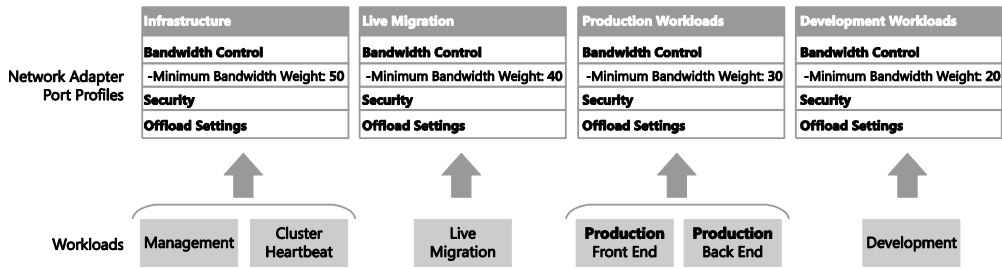 Infrastructure
Live Migration
Production Workloads
Development Workloads
Network Adapter
Port Profiles
Bandwidth Control
-Minimum Bandwidth Weight: 50
Security
Offload Settings
Bandwidth Control
-Minimum Bandwidth Weight: 40
Security
Offload Settings
Bandwidth Control
-Minimum Bandwidth Weight: 30
Security
Offload Settings
Bandwidth Control
-Minimum Bandwidth Weight: 20
Security
Offload Settings
Workloads
Management
Cluster
Heartbeat
Live
Migration
Production
Front End
Production
Back End
Development